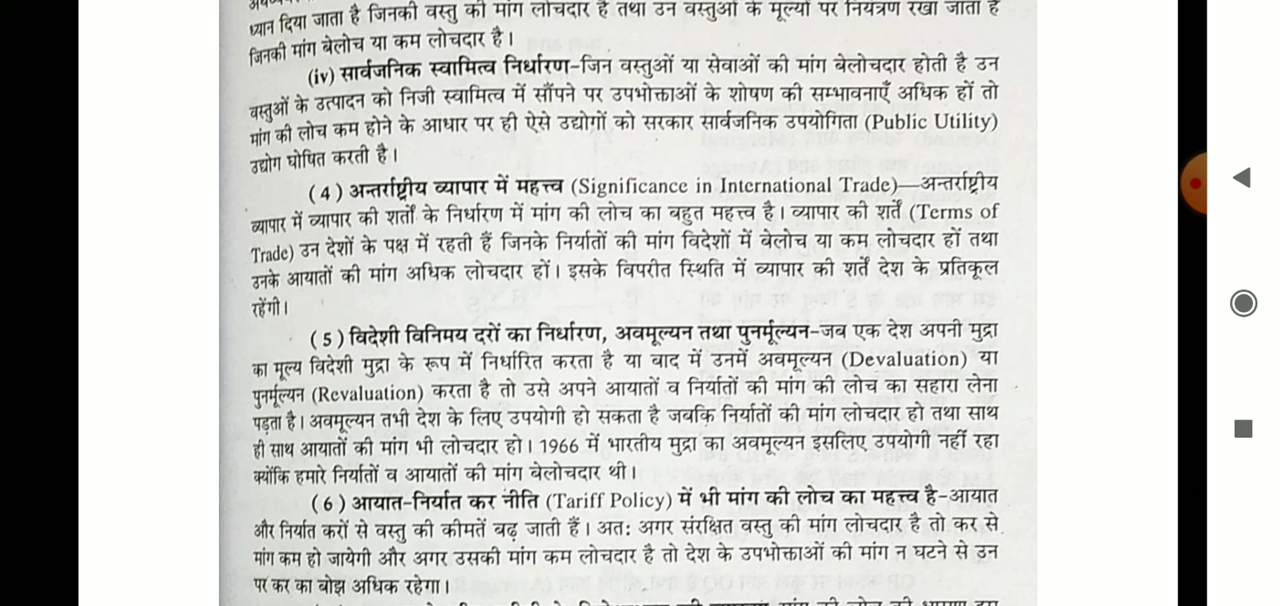 ध्यान दिया जाता है जिनकी वस्तु की मांग लोचदार है तथा उन वस्तुओं के मूल्यों पर नियंत्रण रखा जाता है
जिनकी मांग बेलोच या कम लोचदार है।
(iv) सार्वजनिक स्वामित्व निर्धारण-जिन वस्तुओं या सेवाओं की मांग बेलोचदार होती है उन
वस्तुओं के उत्पादन को निजी स्वामित्व में सौंपने पर उपभोक्ताओं के शोषण की सम्भावनाएँ अधिक हों तो
मांग की लोच कम होने के आधार पर ही ऐसे उद्योगों को सरकार सार्वजनिक उपयोगिता (Public Utility)
उद्योग घोषित करती है।
(4) अन्तर्राष्ट्रीय व्यापार में महत्त्व (Significance in International Trade)—अन्तर्राष्ट्रीय
व्यापार में व्यापार की शर्तों के निर्धारण में मांग की लोच का बहुत महत्त्व है। व्यापार की शर्तें (Terms of
Trade) उन देशों के पक्ष में रहती हैं जिनके निर्यातों की मांग विदेशों में बेलोच या कम लोचदार हों तथा
उनके आयातों की मांग अधिक लोचदार हों। इसके विपरीत स्थिति में व्यापार की शर्तें देश के प्रतिकूल
रहेंगी।
(5) विदेशी विनिमय दरों का निर्धारण, अवमूल्यन तथा पुनर्मूल्यन-जब एक देश अपनी मुद्रा
का मूल्य विदेशी मुद्रा के रूप में निर्धारित करता है या बाद में उनमें अवमूल्यन (Devaluation) या
पुनर्मूल्यन (Revaluation) करता है तो उसे अपने आयातों व निर्यातों की मांग की लोच का सहारा लेना
पड़ता है। अवमूल्यन तभी देश के लिए उपयोगी हो सकता है जबकि निर्यातों की मांग लोचदार हो तथा साथ
ही साथ आयातों की मांग भी लोचदार हो। 1966 में भारतीय मुद्रा का अवमूल्यन इसलिए उपयोगी नहीं रहा
क्योंकि हमारे निर्यातों व आयातों की मांग बेलोचदार थी।
(6) आयात-निर्यात कर नीति (Tariff Policy) में भी मांग की लोच का महत्त्व है-आयात
और निर्यात करों से वस्तु की कीमतें बढ़ जाती हैं। अत: अगर संरक्षित वस्तु की मांग लोचदार है तो कर से
मांग कम हो जायेगी और अगर उसकी मांग कम लोचदार है तो देश के उपभोक्ताओं की मांग न घटने से उन
पर कर का बोझ अधिक रहेगा।